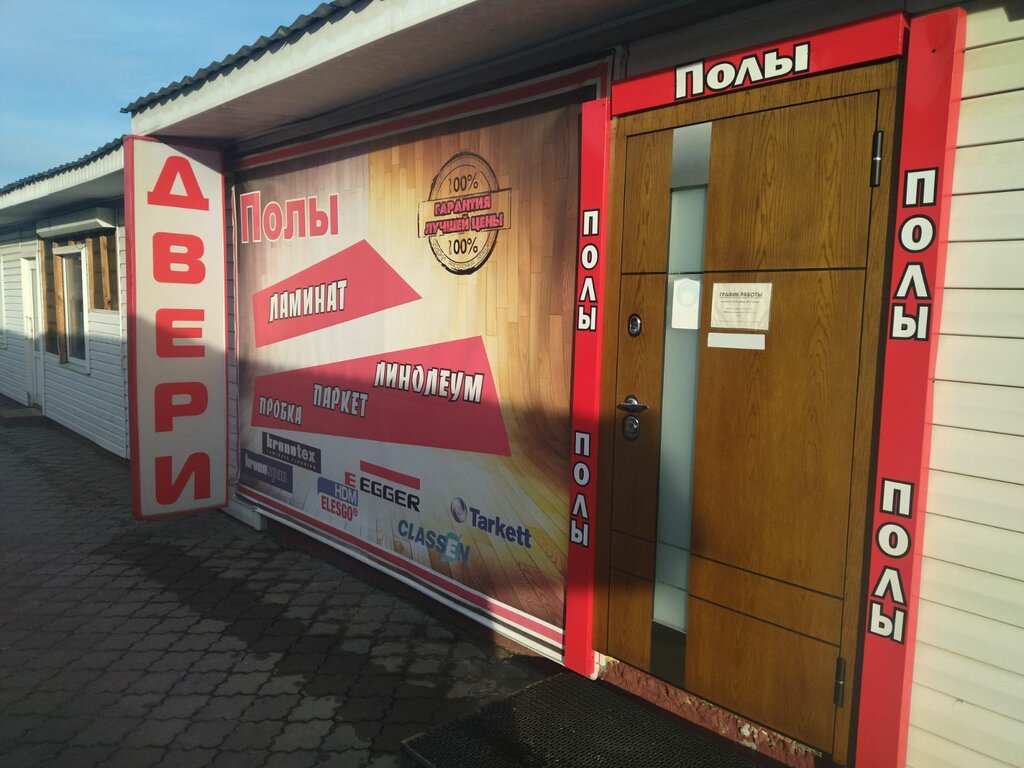 ДВЕРИ
Полы
100%
ГАРАНТИЯ
ЛУЧШЕЙ ЦЕНЫ
100%
ЛАМИНАТ
ЛИНОЛЕУМ
ПАРКЕТ
ПРОБКА
kronotex
kronospan
HDM
ELESGO®
EGGER
CLASSEN
Tarkett
Полы
ПОЛЫ
ПОЛЫ
ГРАФИК РАБОТЫ
ПОЛЫ
ПОЛЫ